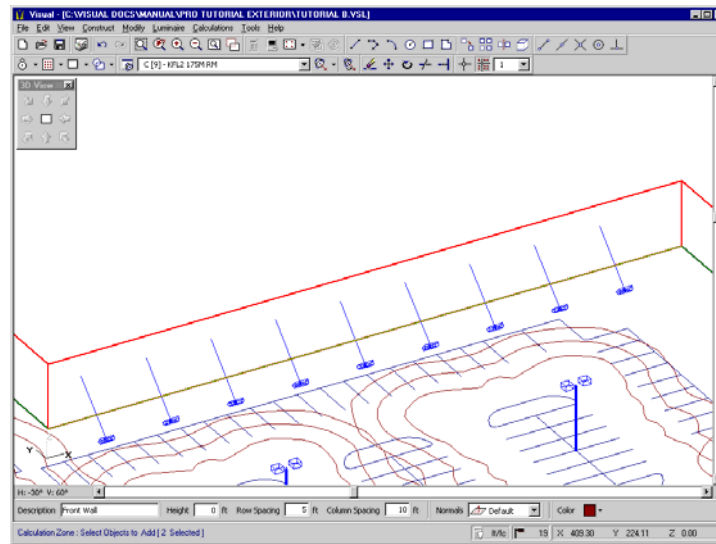 Visual - [C:\VISUAL DOCS\MANUAL\PRO TUTORIAL EXTERIOR\TUTORIAL 8.VSL]
File Edit View Construct Modify Luminaire Calculations Tools Help
C [9] - KFL2 175M RM
1
3D View
Y
X
H: -30° V: 60°
Description Front Wall Height 0 ft Row Spacing 5 ft Column Spacing 10 ft Normals Default Color
Calculation Zone : Select Objects to Add [ 2 Selected ] ft/fc 19 X 409.30 Y 224.11 Z 0.00